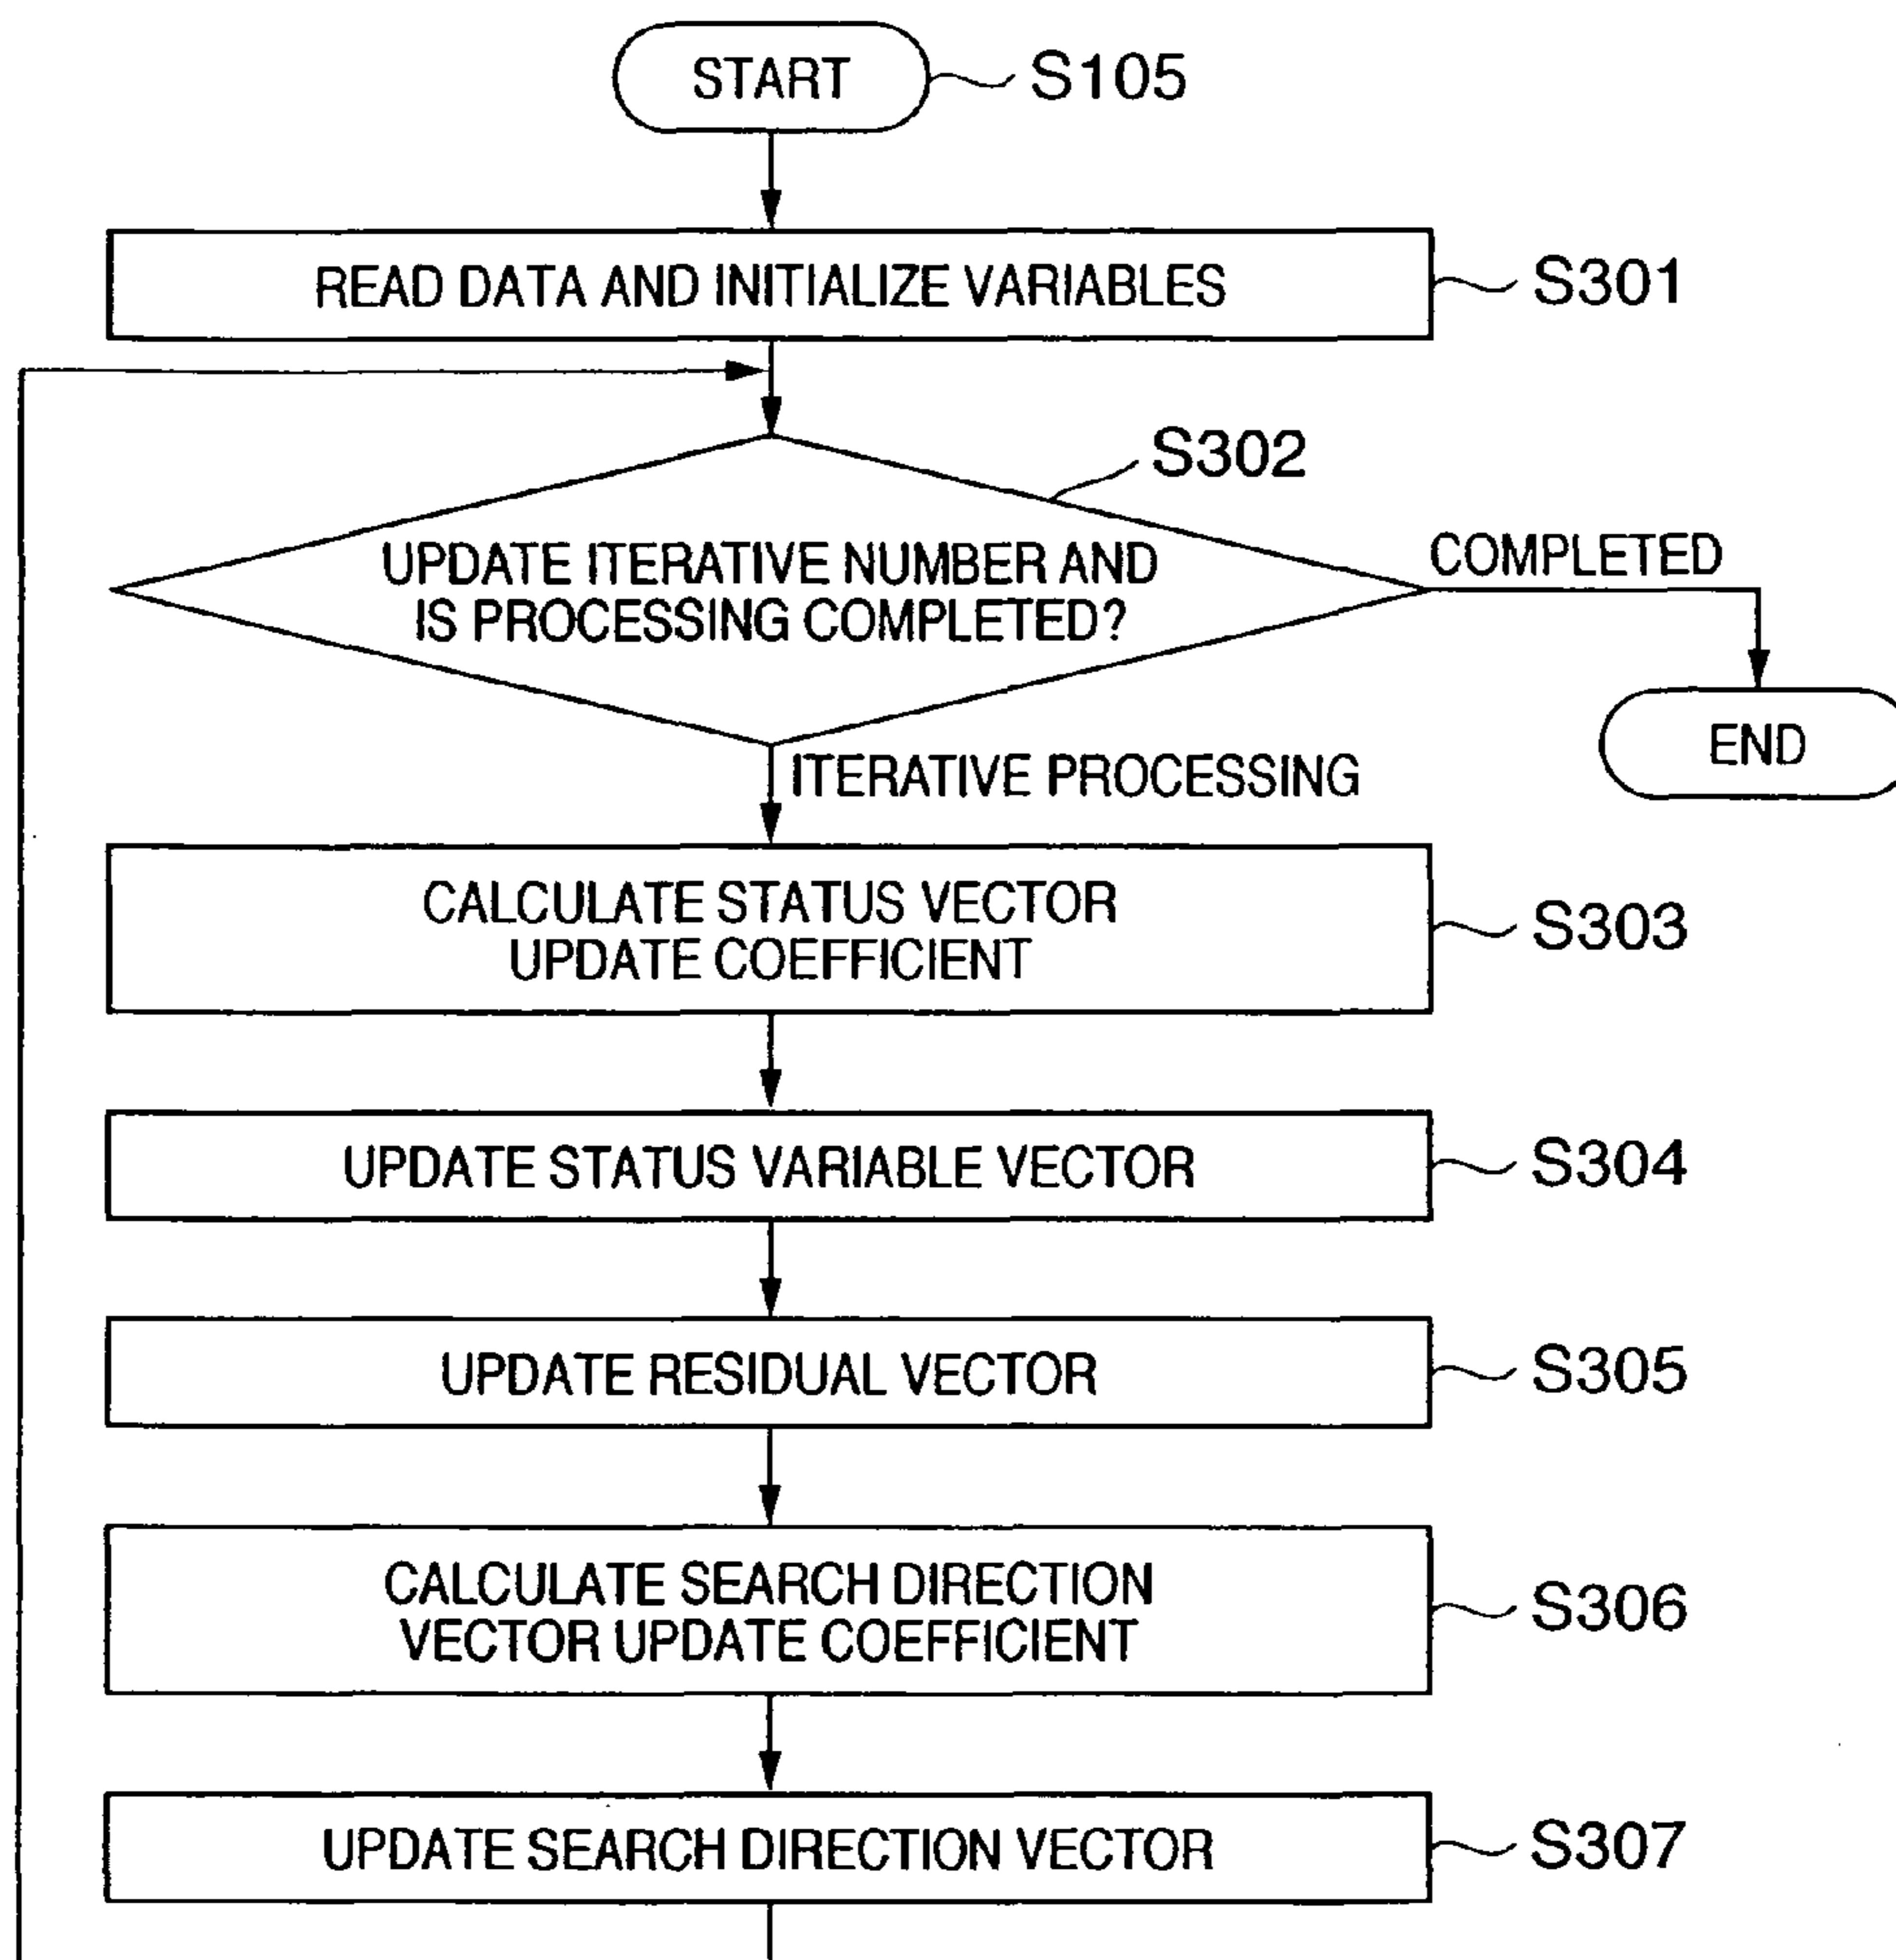 START
S105
READ DATA AND INITIALIZE VARIABLES
S301
S302
UPDATE ITERATIVE NUMBER AND
IS PROCESSING COMPLETED?
COMPLETED
END
ITERATIVE PROCESSING
CALCULATE STATUS VECTOR
UPDATE COEFFICIENT
S303
UPDATE STATUS VARIABLE VECTOR
S304
UPDATE RESIDUAL VECTOR
S305
CALCULATE SEARCH DIRECTION
VECTOR UPDATE COEFFICIENT
S306
UPDATE SEARCH DIRECTION VECTOR
S307